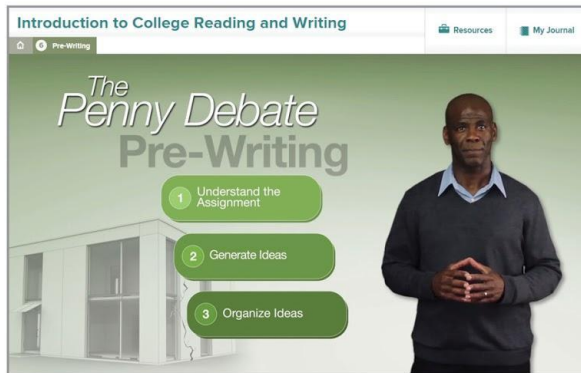 Introduction to College Reading and Writing
Resources
My Journal
6 Pre-Writing
The
Penny Debate
Pre-Writing
1 Understand the
Assignment
2 Generate Ideas
3 Organize Ideas